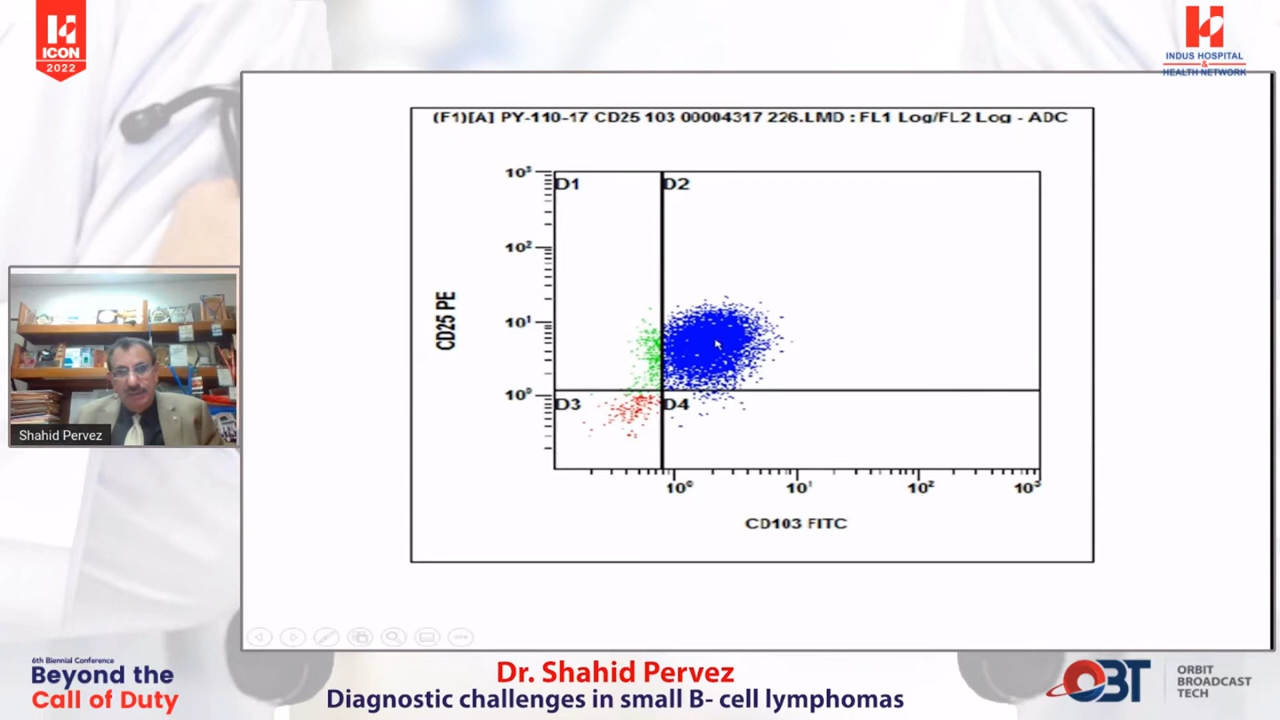 ICON
2022
INDUS HOSPITAL
&
HEALTH NETWORK
(F1)[A] PY-110-17 CD25 103 00004317 226.LMD : FL1 Log/FL2 Log - ADC
10³
D1
D2
10²
CD25 PE
10¹
10⁰
D3
D4
10⁰
10¹
10²
10³
CD103 FITC
Shahid Pervez
6th Biennial Conference
Beyond the
Call of Duty
Dr. Shahid Pervez
Diagnostic challenges in small B- cell lymphomas
OBT
ORBIT
BROADCAST
TECH